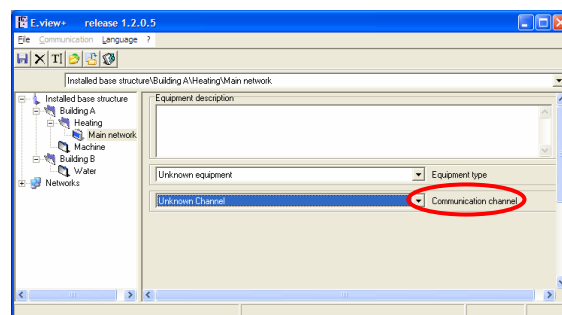 E.view+ release 1.2.0.5
File Communication Language ?
TI
Installed base structure\Building A\Heating\Main network
Installed base structure
Building A
Heating
Main network
Machine
Building B
Water
Networks
Equipment description
Unknown equipment
Equipment type
Unknown Channel
Communication channel